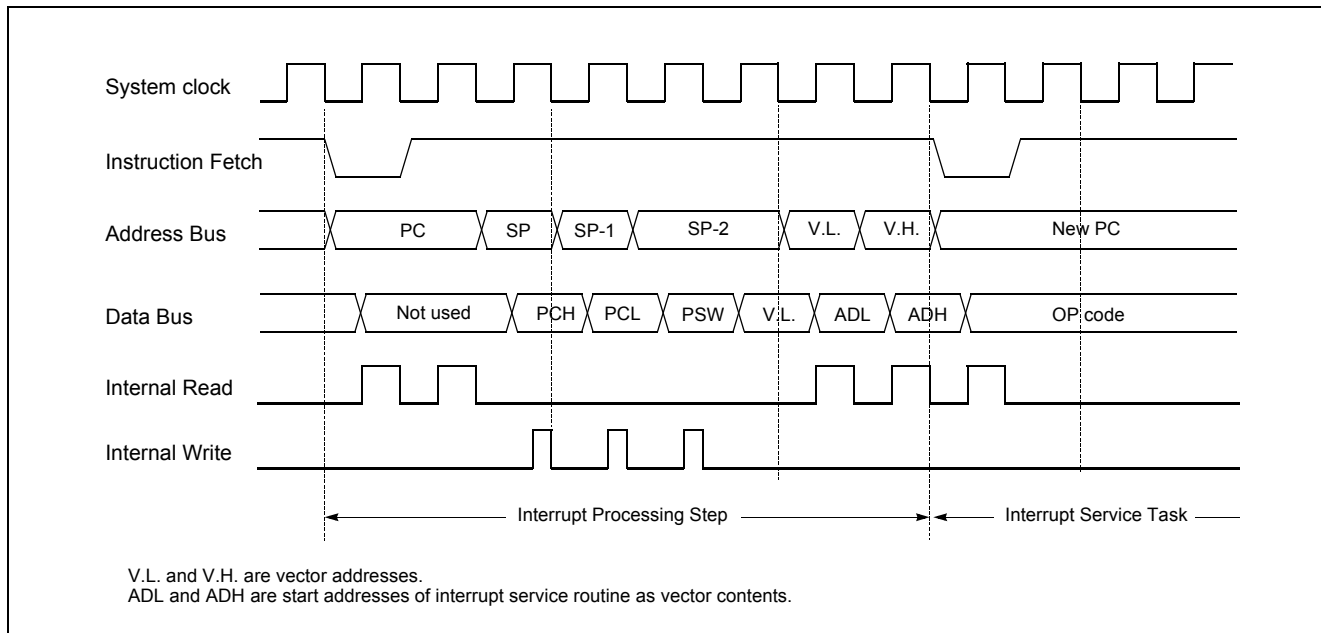 System clock
Instruction Fetch
Address Bus
PC SP SP-1 SP-2 V.L. V.H. New PC
Data Bus
Not used PCH PCL PSW V.L. ADL ADH OP code
Internal Read
Internal Write
Interrupt Processing Step Interrupt Service Task
V.L. and V.H. are vector addresses.
ADL and ADH are start addresses of interrupt service routine as vector contents.